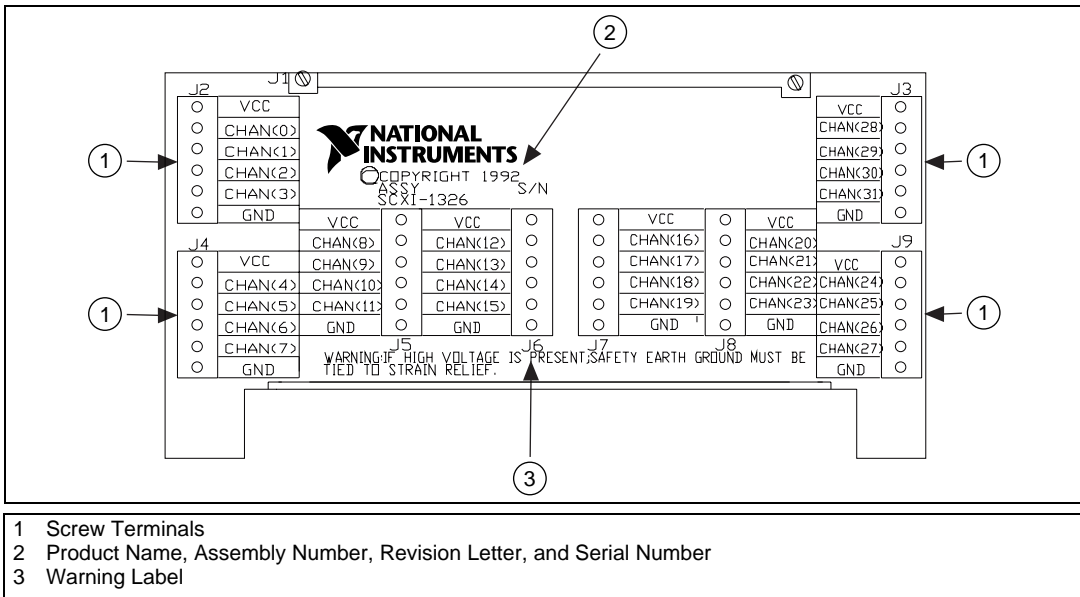 2
J1
J2
VCC
CHAN(0)
CHAN(1)
CHAN(2)
CHAN(3)
GND
1
NATIONAL
INSTRUMENTS
COPYRIGHT 1992
ASSY S/N
SCXI-1326
J3
VCC
CHAN(28)
CHAN(29)
CHAN(30)
CHAN(31)
GND
1
J4
VCC
CHAN(4)
CHAN(5)
CHAN(6)
CHAN(7)
GND
1
VCC
CHAN(8)
CHAN(9)
CHAN(10)
CHAN(11)
GND
J5
VCC
CHAN(12)
CHAN(13)
CHAN(14)
CHAN(15)
GND
J6
J7
VCC
CHAN(16)
CHAN(17)
CHAN(18)
CHAN(19)
GND
J8
VCC
CHAN(20)
CHAN(21)
CHAN(22)
CHAN(23)
GND
J9
VCC
CHAN(24)
CHAN(25)
CHAN(26)
CHAN(27)
GND
1
WARNING:IF HIGH VOLTAGE IS PRESENT;SAFETY EARTH GROUND MUST BE
TIED TO STRAIN RELIEF.
3
1 Screw Terminals
2 Product Name, Assembly Number, Revision Letter, and Serial Number
3 Warning Label